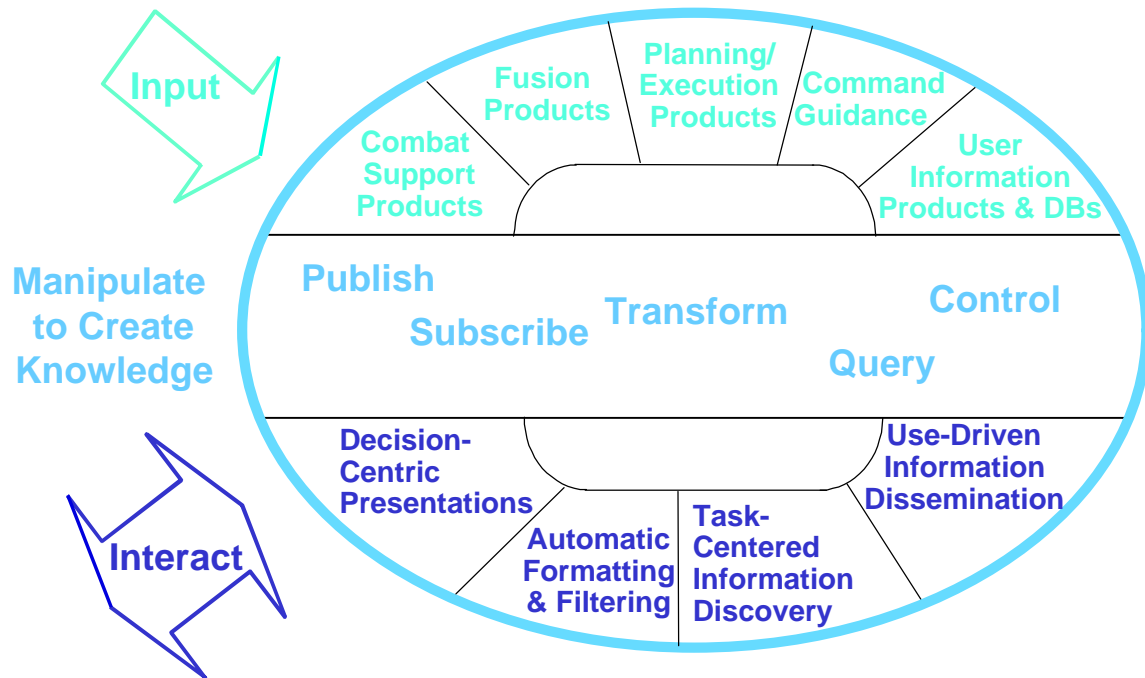 Input
Combat
Support
Products
Fusion
Products
Planning/
Execution
Products
Command
Guidance
User
Information
Products & DBs
Manipulate
to Create
Knowledge
Publish
Subscribe
Transform
Query
Control
Interact
Decision-
Centric
Presentations
Automatic
Formatting
& Filtering
Task-
Centered
Information
Discovery
Use-Driven
Information
Dissemination